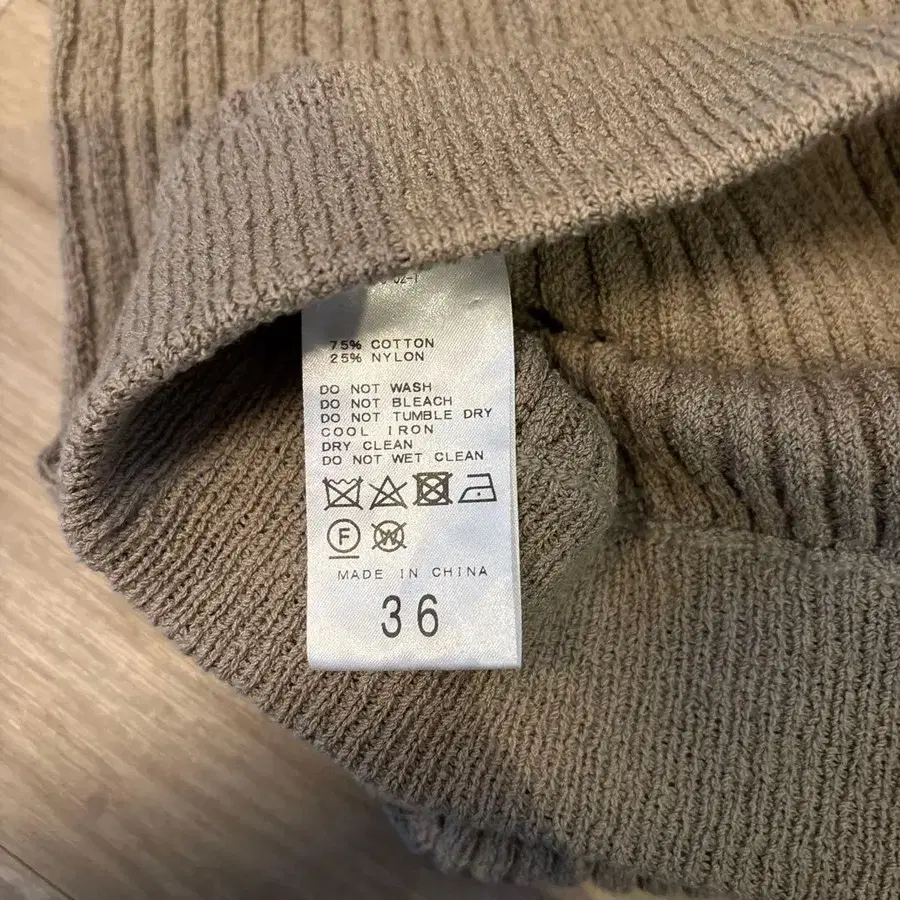 75% COTTON
25% NYLON
DO NOT WASH
DO NOT BLEACH
DO NOT TUMBLE DRY
COOL IRON
DRY CLEAN
DO NOT WET CLEAN
F W
MADE IN CHINA
36